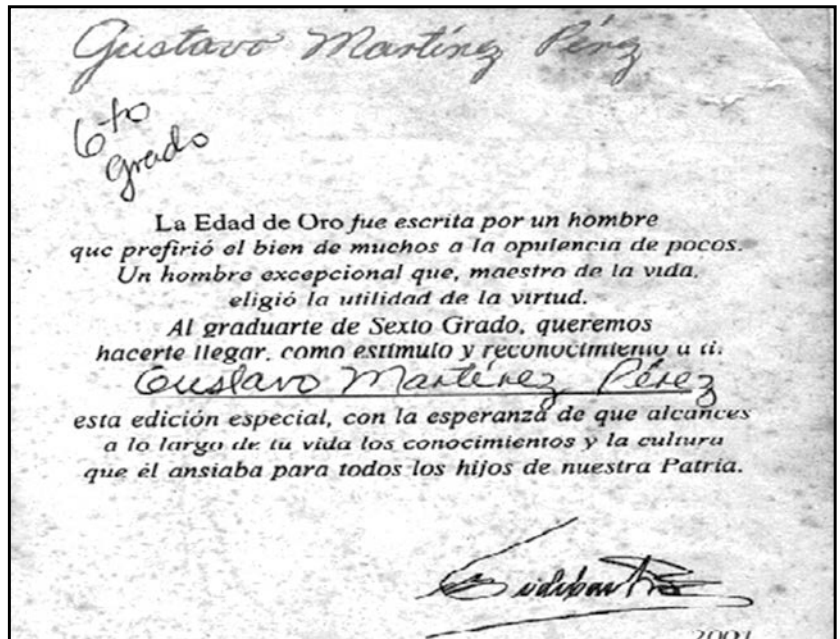 Gustavo Martínez Pérez
6to
grado
La Edad de Oro fue escrita por un hombre
que prefirió el bien de muchos a la opulencia de pocos.
Un hombre excepcional que, maestro de la vida,
eligió la utilidad de la virtud.
Al graduarte de Sexto Grado, queremos
hacerte llegar, como estímulo y reconocimiento a ti,
Gustavo Martínez Pérez
esta edición especial, con la esperanza de que alcances
a lo largo de tu vida los conocimientos y la cultura
que él ansiaba para todos los hijos de nuestra Patria.